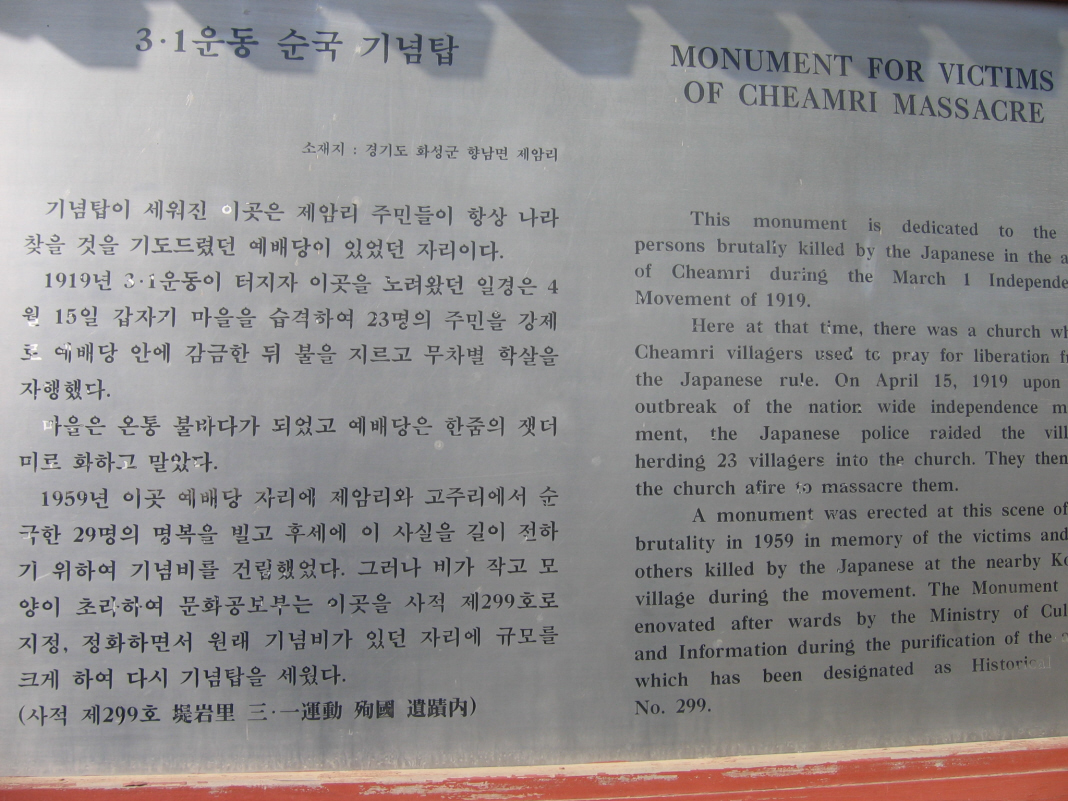 3·1운동 순국 기념탑
소재지 : 경기도 화성군 향남면 제암리
기념탑이 세워진 이곳은 제암리 주민들이 항상 나라
찾을 것을 기도드렸던 예배당이 있었던 자리이다.
1919년 3·1운동이 터지자 이곳을 노려왔던 일경은 4
월 15일 갑자기 마을을 습격하여 23명의 주민을 강제
로 예배당 안에 감금한 뒤 불을 지르고 무차별 학살을
자행했다.
마을은 온통 불바다가 되었고 예배당은 한줌의 잿더
미로 화하고 말았다.
1959년 이곳 예배당 자리에 제암리와 고주리에서 순
국한 29명의 명복을 빌고 후세에 이 사실을 길이 전하
기 위하여 기념비를 건립했었다. 그러나 비가 작고 모
양이 초라하여 문화공보부는 이곳을 사적 제299호로
지정, 정화하면서 원래 기념비가 있던 자리에 규모를
크게 하여 다시 기념탑을 세웠다.
(사적 제299호 堤岩里 三·一運動 殉國 遺蹟內)
MONUMENT FOR VICTIMS
OF CHEAMRI MASSACRE
This monument is dedicated to the
persons brutally killed by the Japanese in the
of Cheamri during the March 1
Movement of 1919.
Here at that time, there was a church
Cheamri villagers used to pray for liberation
the Japanese rule. On April 15, 1919 upon
outbreak of the nation wide independence
ment, the Japanese police raided the
herding 23 villagers into the church. They
the church afire to massacre them.
A monument was erected at this scene of
brutality in 1959 in memory of the victims and
others killed by the Japanese at the nearby
village during the movement. The Monument
enovated after wards by the Ministry of
and Information during the purification of the
which has been designated as Historical
No. 299.